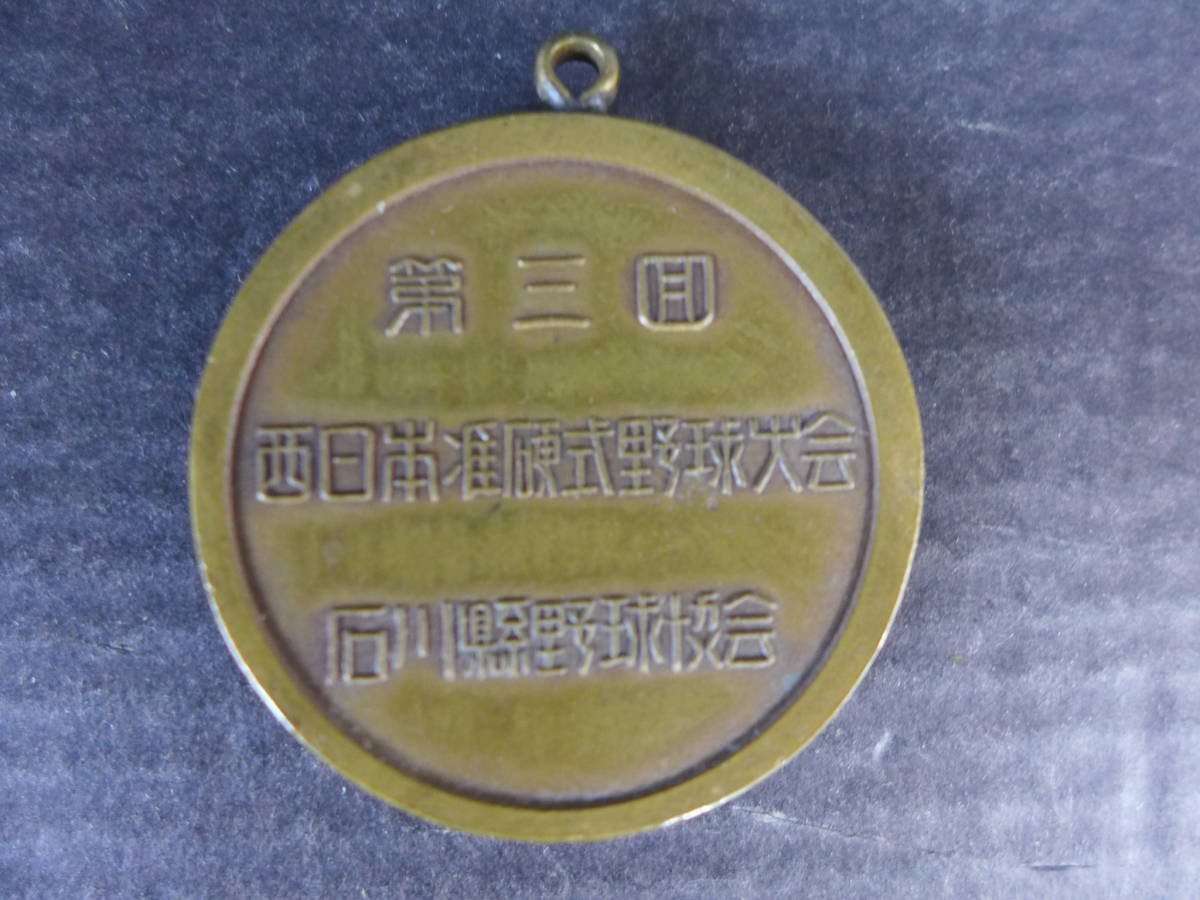 第三回
西日本准硬式野球大会
石川縣野球協会